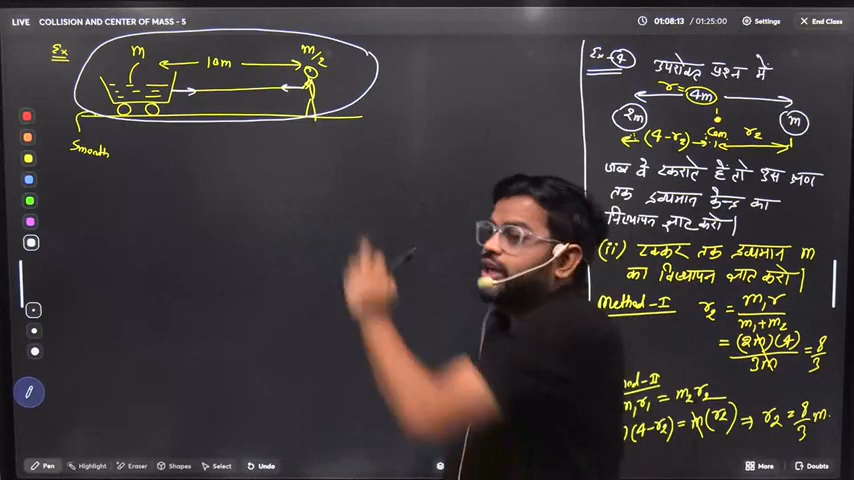 LIVE COLLISION AND CENTER OF MASS - 5
01:08:13 / 01:25:00 Settings End Class
Ex
m
10m
m/2
Smooth
Ex-4 उपरोक्त प्रश्न में
r= 4m
2m
m
Com
(4-r2)
r2
जब वे टकराते हैं तो इस क्षण
तक द्रव्यमान केन्द्र का
विस्थापन ज्ञात करो |
(ii) टक्कर तक द्रव्यमान m
का विस्थापन ज्ञात करो |
Method-I r2 = m1r / m1+m2
= (2m)(4) / 3m = 8/3
-II
m1r1 = m2r2
(4-r2) = m(r2) ⇒ r2 = 8/3 m.
Pen Highlight Eraser Shapes Select Undo More Doubts